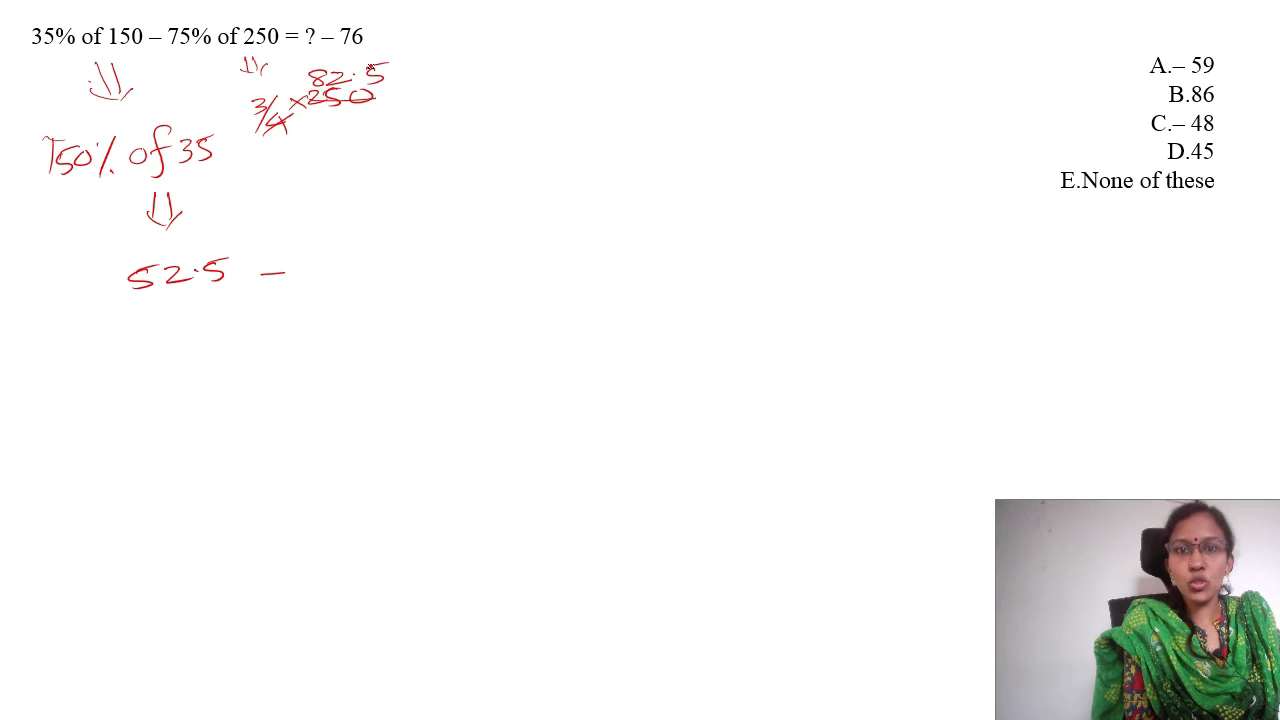 35% of 150 – 75% of 250 = ? – 76
A.– 59
B.86
C.– 48
D.45
E.None of these
82.5
3/4 × 250
150% of 35
52.5 –